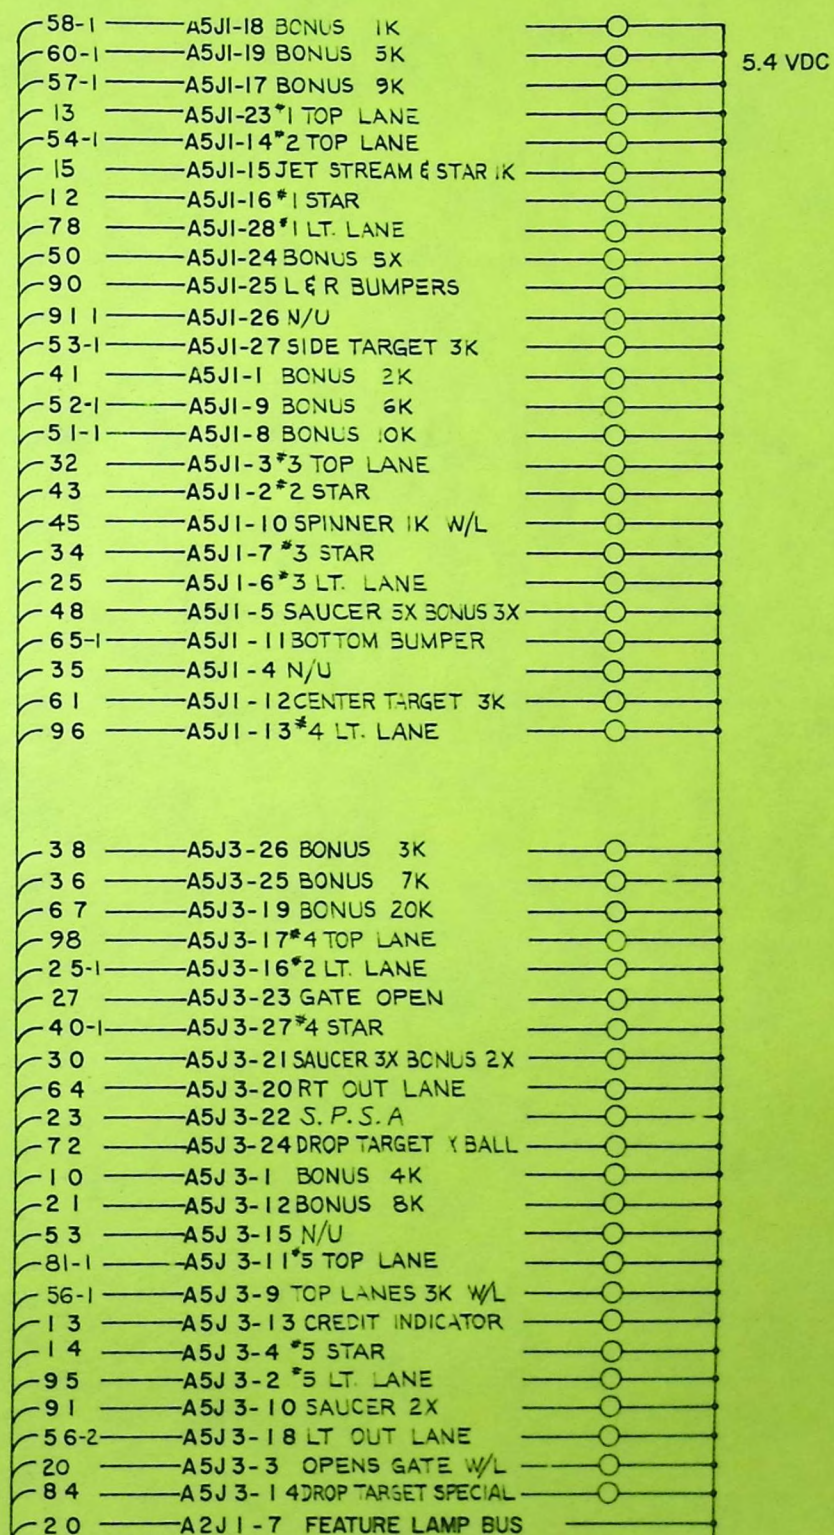 58-1 A5J1-18 BONUS 1K
5.4 VDC
60-1 A5J1-19 BONUS 5K
57-1 A5J1-17 BONUS 9K
13 A5J1-23 #1 TOP LANE
54-1 A5J1-14 #2 TOP LANE
15 A5J1-15 JET STREAM & STAR 1K
12 A5J1-16 #1 STAR
78 A5J1-28 #1 LT. LANE
50 A5J1-24 BONUS 5X
90 A5J1-25 L & R BUMPERS
91 1 A5J1-26 N/U
53-1 A5J1-27 SIDE TARGET 3K
41 A5J1-1 BONUS 2K
52-1 A5J1-9 BONUS 6K
51-1 A5J1-8 BONUS 10K
32 A5J1-3 #3 TOP LANE
43 A5J1-2 #2 STAR
45 A5J1-10 SPINNER 1K W/L
34 A5J1-7 #3 STAR
25 A5J1-6 #3 LT. LANE
48 A5J1-5 SAUCER 5X BONUS 3X
65-1 A5J1-11 BOTTOM BUMPER
35 A5J1-4 N/U
61 A5J1-12 CENTER TARGET 3K
96 A5J1-13 #4 LT. LANE
38 A5J3-26 BONUS 3K
36 A5J3-25 BONUS 7K
67 A5J3-19 BONUS 20K
98 A5J3-17 #4 TOP LANE
25-1 A5J3-16 #2 LT. LANE
27 A5J3-23 GATE OPEN
40-1 A5J3-27 #4 STAR
30 A5J3-21 SAUCER 3X BONUS 2X
64 A5J3-20 RT OUT LANE
23 A5J3-22 S.P.S.A
72 A5J3-24 DROP TARGET BALL
10 A5J3-1 BONUS 4K
21 A5J3-12 BONUS 8K
53 A5J3-15 N/U
81-1 A5J3-11 #5 TOP LANE
56-1 A5J3-9 TOP LANES 3K W/L
13 A5J3-13 CREDIT INDICATOR
14 A5J3-4 #5 STAR
95 A5J3-2 #5 LT. LANE
91 A5J3-10 SAUCER 2X
56-2 A5J3-18 LT OUT LANE
20 A5J3-3 OPENS GATE W/L
84 A5J3-14 DROP TARGET SPECIAL
20 A2J1-7 FEATURE LAMP BUS